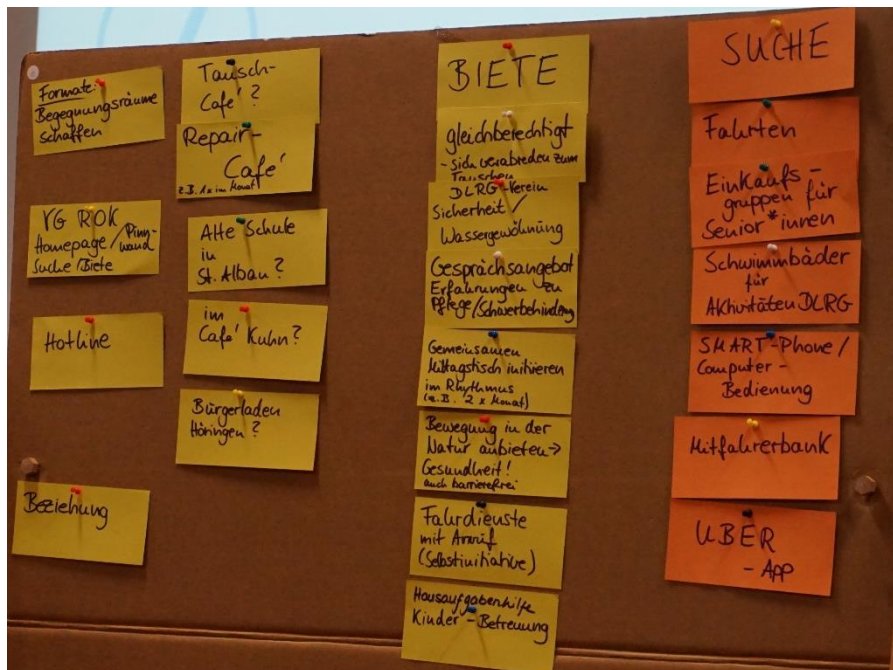 Formate:
Begegnungsräume
schaffen
VG ROK
Homepage / Pinn-
wand
Suche / Biete
Hotline
Beziehung
Tausch-
Café ?
Repair-
Café
z.B. 1x im Monat
Alte Schule
in
St. Alban ?
im
Café Kuhn ?
Bürgerladen
Höringen ?
BIETE
gleichberechtigt
- sich verabreden zum
Tauschen
DLRG-Verein
Sicherheit /
Wassergewöhnung
Gesprächsangebot
Erfahrungen zu
Pflege / Schwerbehinderg
Gemeinsamen
Mittagstisch initiieren
im Rhythmus
(z.B. 2 x Monat)
Bewegung in der
Natur anbieten →
Gesundheit!
auch barrierefrei
Fahrdienste
mit Anruf
(Selbstinitiative)
Hausaufgabenhilfe
Kinder - Betreuung
SUCHE
Fahrten
Einkaufs-
gruppen für
Senior*innen
Schwimmbäder
für
Aktivitäten DLRG
SMART-Phone /
Computer -
Bedienung
Mitfahrerbank
UBER
- App